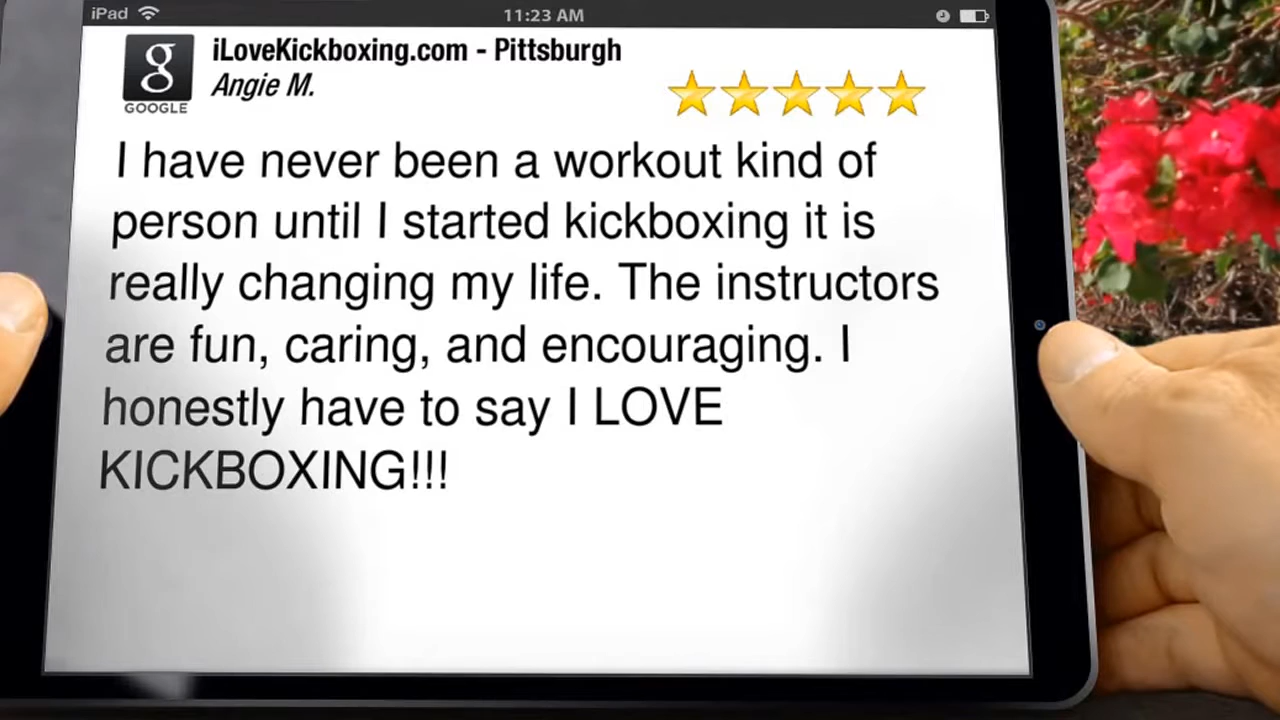 iPad 11:23 AM
iLoveKickboxing.com - Pittsburgh
Angie M.
g
GOOGLE
I have never been a workout kind of
person until I started kickboxing it is
really changing my life. The instructors
are fun, caring, and encouraging. I
honestly have to say I LOVE
KICKBOXING!!!